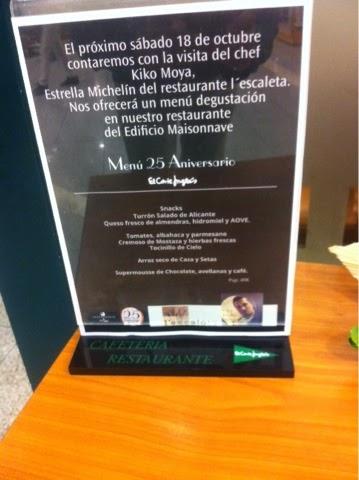 El próximo sábado 18 de octubre
contaremos con la visita del chef
Kiko Moya,
Estrella Michelín del restaurante l´escaleta.
Nos ofrecerá un menú degustación
en nuestro restaurante
del Edificio Maisonnave
Menú 25 Aniversario
El Corte Inglés
Snacks
Turrón Salado de Alicante
Queso fresco de almendras, hidromiel y AOVE.
Tomates, albahaca y parmesano
Cremoso de Mostaza y hierbas frescas
Tocinillo de Cielo
Arroz seco de Caza y Setas
Supermousse de Chocolate, avellanas y café.
25
l'escaleta
CAFETERIA
RESTAURANTE
El Corte Inglés